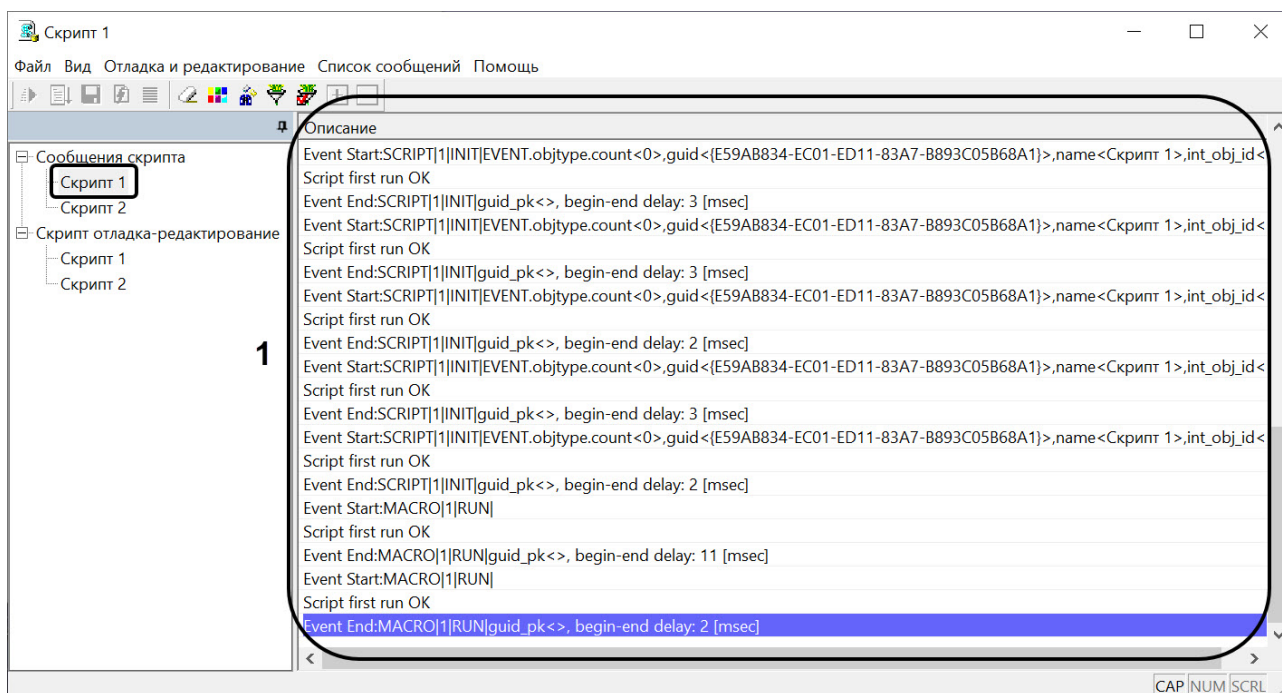 Скрипт 1
Файл Вид Отладка и редактирование Список сообщений Помощь
Сообщения скрипта
Скрипт 1
Скрипт 2
Скрипт отладка-редактирование
Скрипт 1
Скрипт 2
1
Описание
Event Start:SCRIPT|1|INIT|EVENT.objtype.count<0>,guid<{E59AB834-EC01-ED11-83A7-B893C05B68A1}>,name<Скрипт 1>,int_obj_id<
Script first run OK
Event End:SCRIPT|1|INIT|guid_pk<>, begin-end delay: 3 [msec]
Event Start:SCRIPT|1|INIT|EVENT.objtype.count<0>,guid<{E59AB834-EC01-ED11-83A7-B893C05B68A1}>,name<Скрипт 1>,int_obj_id<
Script first run OK
Event End:SCRIPT|1|INIT|guid_pk<>, begin-end delay: 3 [msec]
Event Start:SCRIPT|1|INIT|EVENT.objtype.count<0>,guid<{E59AB834-EC01-ED11-83A7-B893C05B68A1}>,name<Скрипт 1>,int_obj_id<
Script first run OK
Event End:SCRIPT|1|INIT|guid_pk<>, begin-end delay: 2 [msec]
Event Start:SCRIPT|1|INIT|EVENT.objtype.count<0>,guid<{E59AB834-EC01-ED11-83A7-B893C05B68A1}>,name<Скрипт 1>,int_obj_id<
Script first run OK
Event End:SCRIPT|1|INIT|guid_pk<>, begin-end delay: 3 [msec]
Event Start:SCRIPT|1|INIT|EVENT.objtype.count<0>,guid<{E59AB834-EC01-ED11-83A7-B893C05B68A1}>,name<Скрипт 1>,int_obj_id<
Script first run OK
Event End:SCRIPT|1|INIT|guid_pk<>, begin-end delay: 2 [msec]
Event Start:MACRO|1|RUN|
Script first run OK
Event End:MACRO|1|RUN|guid_pk<>, begin-end delay: 11 [msec]
Event Start:MACRO|1|RUN|
Script first run OK
Event End:MACRO|1|RUN|guid_pk<>, begin-end delay: 2 [msec]
CAP NUM SCRL